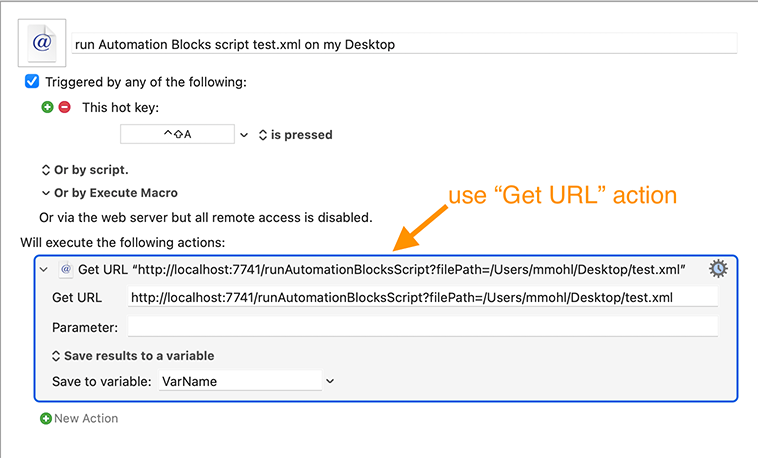 run Automation Blocks script test.xml on my Desktop
Triggered by any of the following:
This hot key:
^⇧A is pressed
Or by script.
Or by Execute Macro
use “Get URL” action
Or via the web server but all remote access is disabled.
Will execute the following actions:
Get URL “http://localhost:7741/runAutomationBlocksScript?filePath=/Users/mmohl/Desktop/test.xml”
Get URL http://localhost:7741/runAutomationBlocksScript?filePath=/Users/mmohl/Desktop/test.xml
Parameter:
Save results to a variable
Save to variable: VarName
New Action